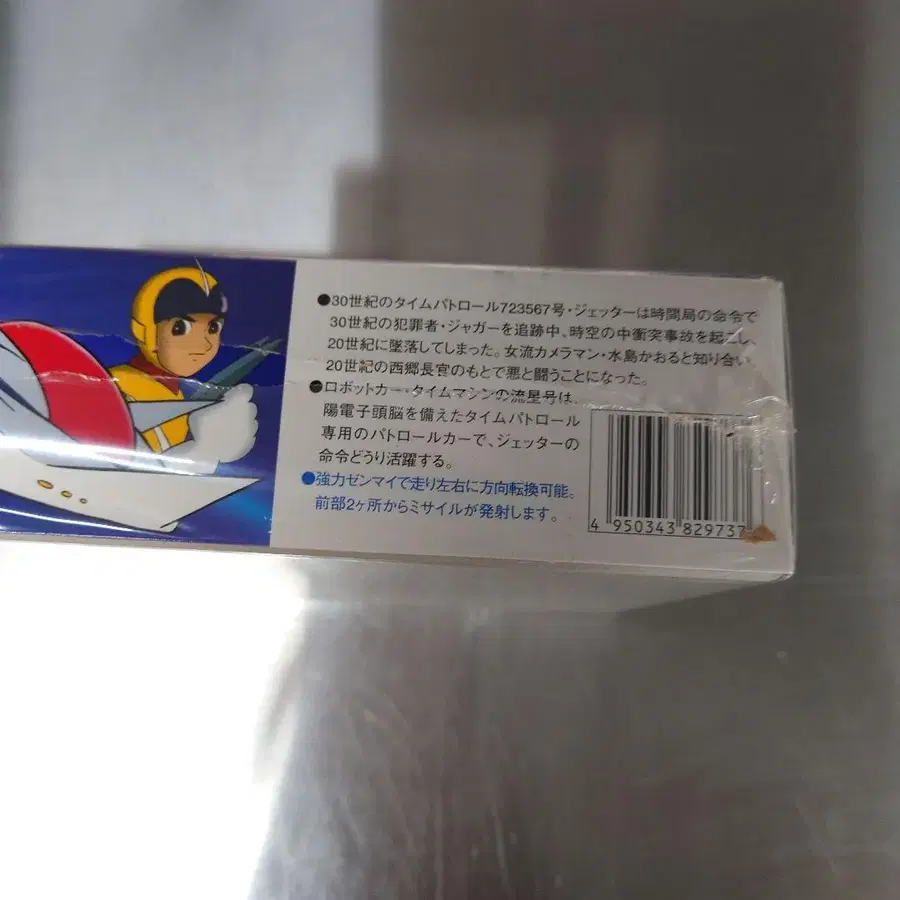 ●30世紀のタイムパトロール723567号・ジェッターは時間局の命令で
30世紀の犯罪者・ジャガーを追跡中、時空の中衝突事故を起こし、
20世紀に墜落してしまった。女流カメラマン・水島かおると知り合い、
20世紀の西郷長官のもとで悪と闘うことになった。
●ロボットカー・タイムマシンの流星号は、
陽電子頭脳を備えたタイムパトロール
専用のパトロールカーで、ジェッターの
命令どうり活躍する。
●強力ゼンマイで走り左右に方向転換可能。
前部2ヶ所からミサイルが発射します。
4 950343 829737